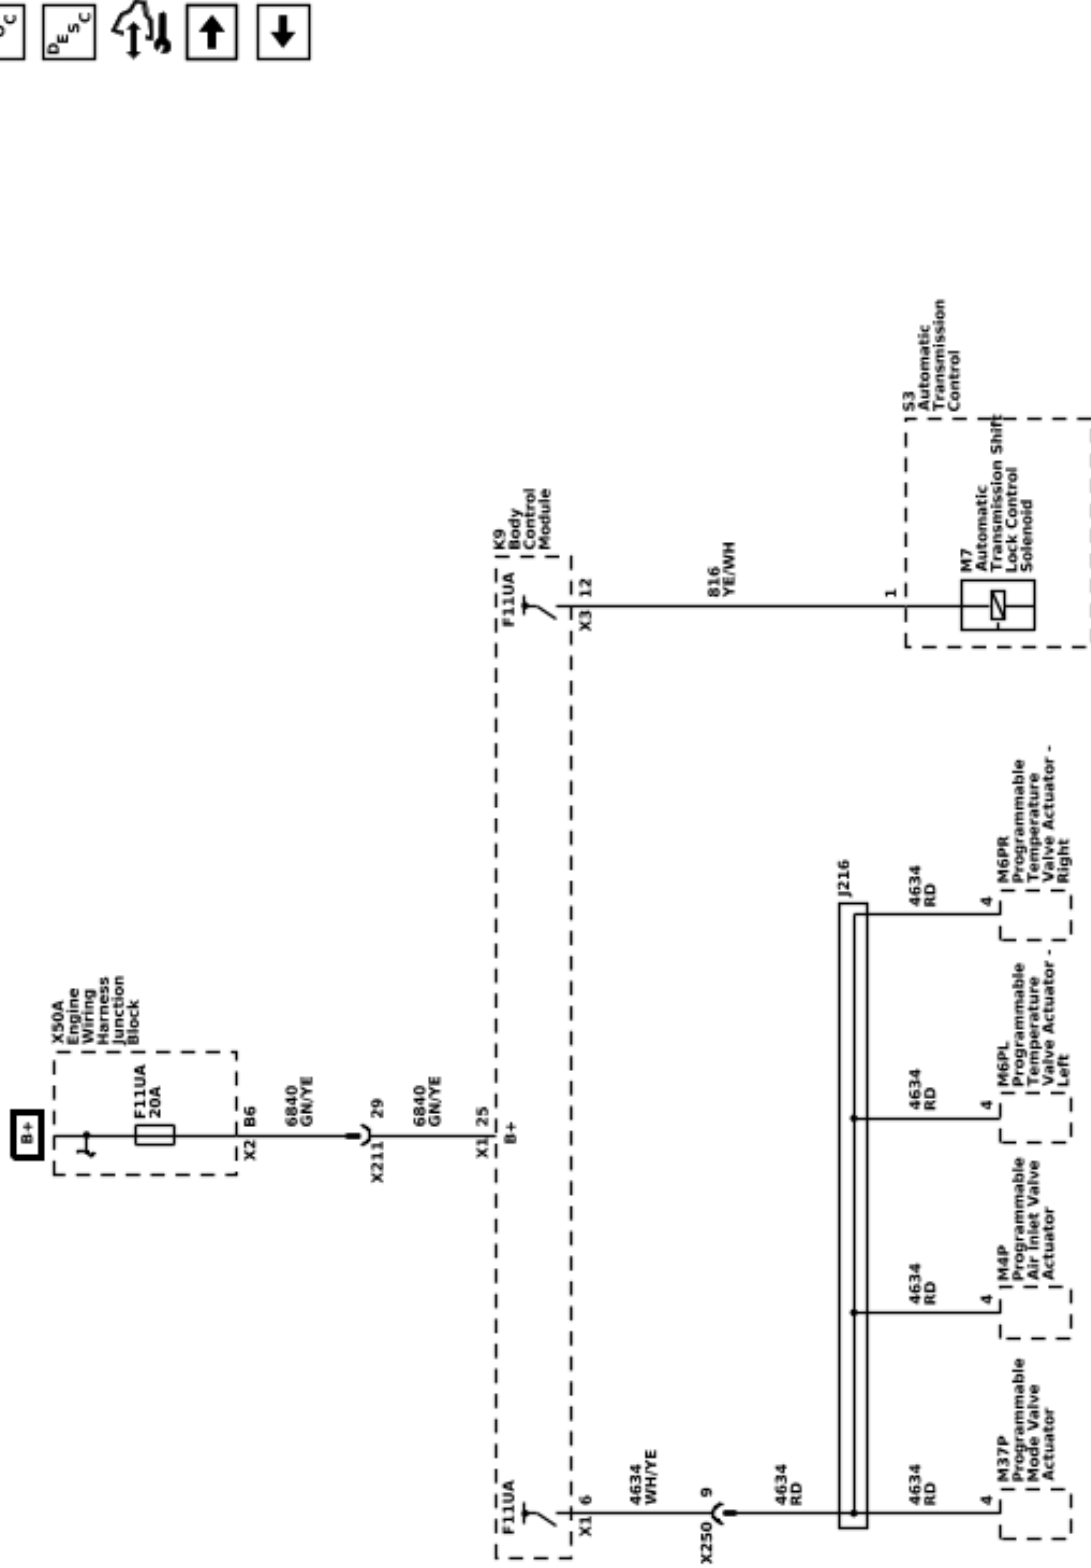 D E S C
B+
X50A
Engine
Wiring
Harness
Junction
Block
F11UA
20A
X2 B6
6840
GN/YE
X211 29
6840
GN/YE
X1 25
B+
K9
Body
Control
Module
F11UA
X1 6
F11UA
X3 12
4634
WH/YE
816
YE/WH
X250 9
4634
RD
J216
4634
RD
4634
RD
4634
RD
4634
RD
4
4
4
4
1
M37P
Programmable
Mode Valve
Actuator
M4P
Programmable
Air Inlet Valve
Actuator
M6PL
Programmable
Temperature
Valve Actuator -
Left
M6PR
Programmable
Temperature
Valve Actuator -
Right
S3
Automatic
Transmission
Control
M7
Automatic
Transmission Shift
Lock Control
Solenoid